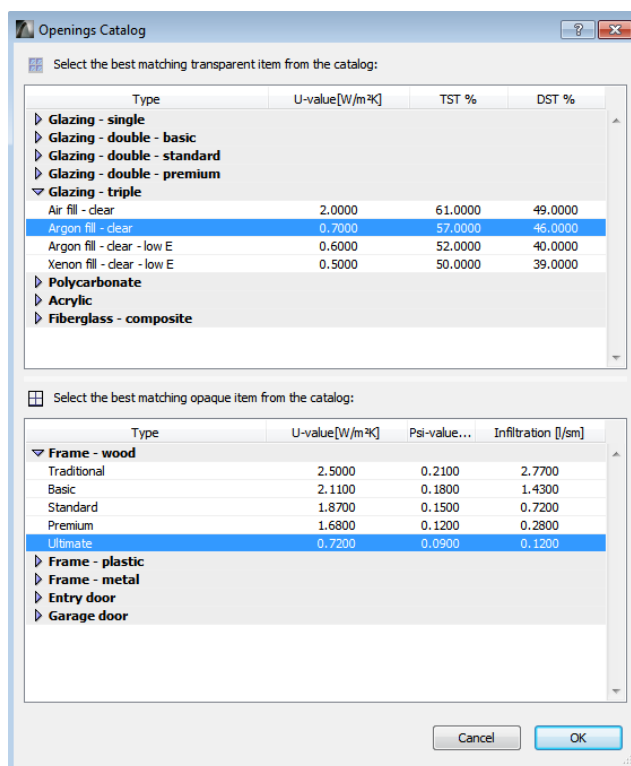 Openings Catalog
Select the best matching transparent item from the catalog:
Type U-value[W/m²K] TST % DST %
Glazing - single
Glazing - double - basic
Glazing - double - standard
Glazing - double - premium
Glazing - triple
Air fill - clear 2.0000 61.0000 49.0000
Argon fill - clear 0.7000 57.0000 46.0000
Argon fill - clear - low E 0.6000 52.0000 40.0000
Xenon fill - clear - low E 0.5000 50.0000 39.0000
Polycarbonate
Acrylic
Fiberglass - composite
Select the best matching opaque item from the catalog:
Type U-value[W/m²K] Psi-value... Infiltration [l/sm]
Frame - wood
Traditional 2.5000 0.2100 2.7700
Basic 2.1100 0.1800 1.4300
Standard 1.8700 0.1500 0.7200
Premium 1.6800 0.1200 0.2800
Ultimate 0.7200 0.0900 0.1200
Frame - plastic
Frame - metal
Entry door
Garage door
Cancel OK